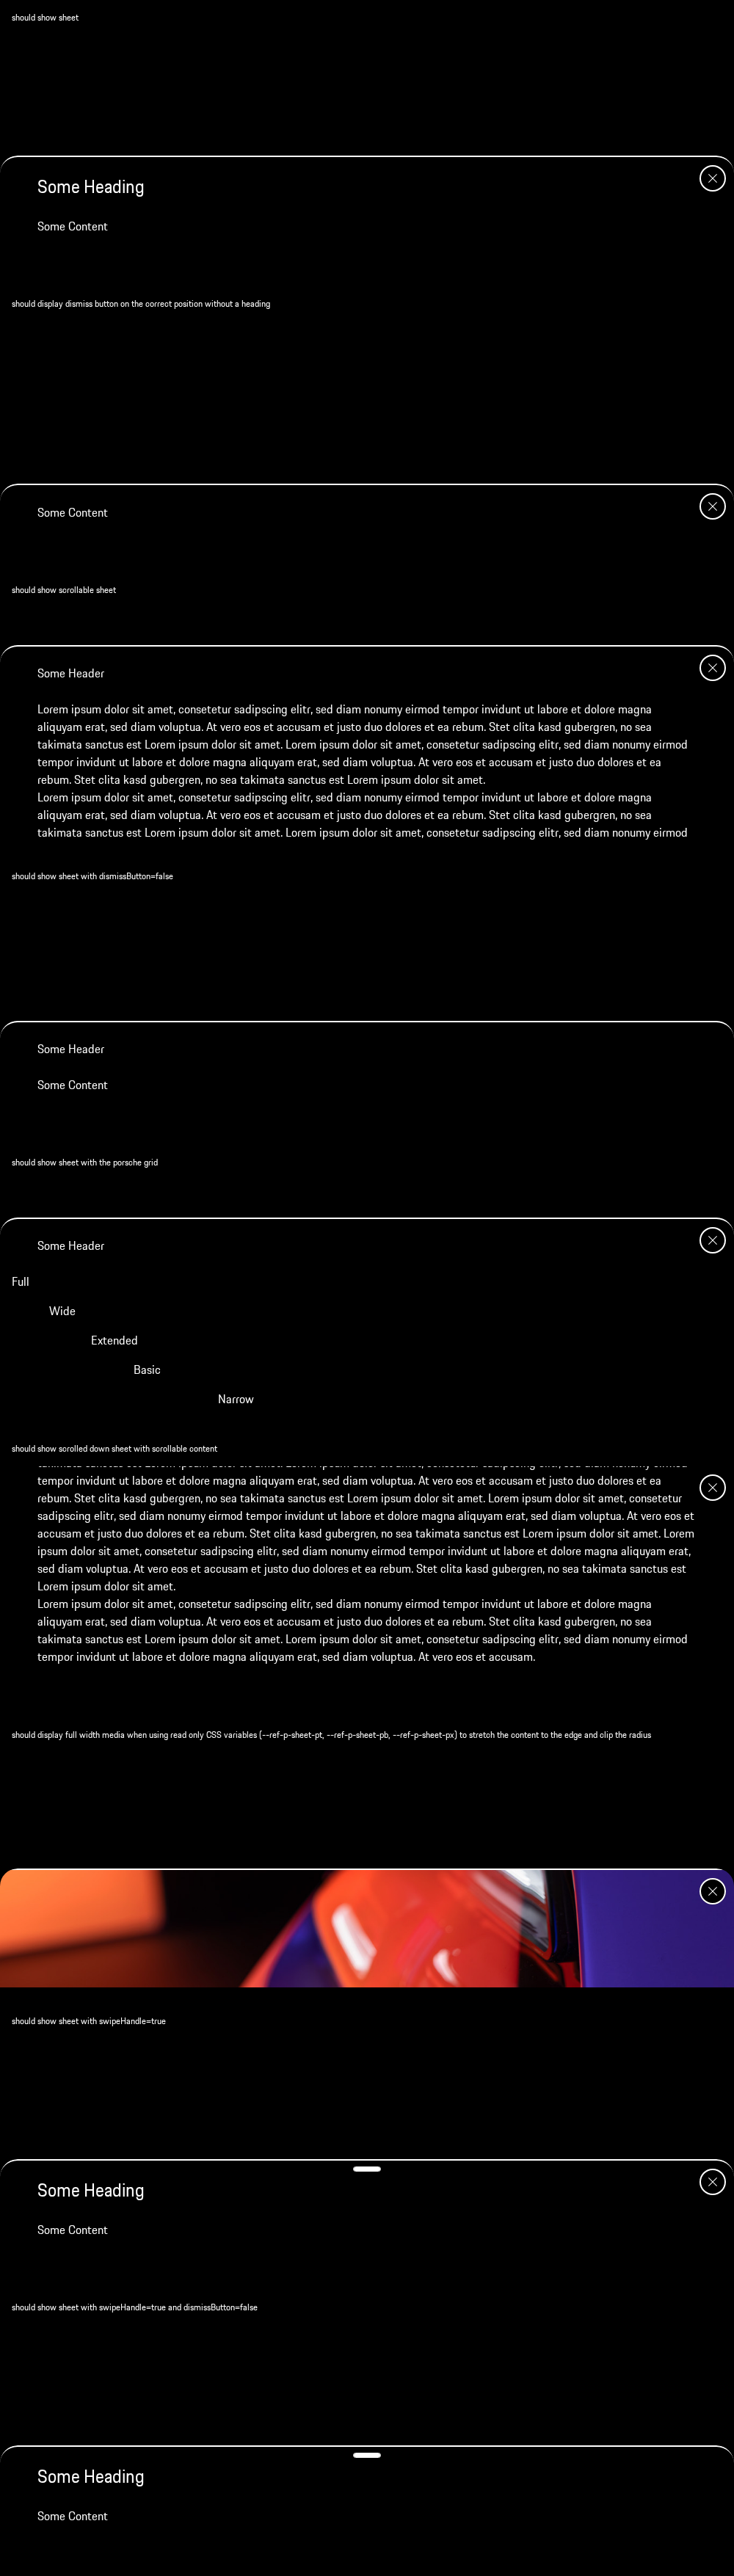 should show sheet
Some Heading
Some Content
should display dismiss button on the correct position without a heading
Some Content
should show scrollable sheet
Some Header
Lorem ipsum dolor sit amet, consetetur sadipscing elitr, sed diam nonumy eirmod tempor invidunt ut labore et dolore magna
aliquyam erat, sed diam voluptua. At vero eos et accusam et justo duo dolores et ea rebum. Stet clita kasd gubergren, no sea
takimata sanctus est Lorem ipsum dolor sit amet. Lorem ipsum dolor sit amet, consetetur sadipscing elitr, sed diam nonumy eirmod
tempor invidunt ut labore et dolore magna aliquyam erat, sed diam voluptua. At vero eos et accusam et justo duo dolores et ea
rebum. Stet clita kasd gubergren, no sea takimata sanctus est Lorem ipsum dolor sit amet.
Lorem ipsum dolor sit amet, consetetur sadipscing elitr, sed diam nonumy eirmod tempor invidunt ut labore et dolore magna
aliquyam erat, sed diam voluptua. At vero eos et accusam et justo duo dolores et ea rebum. Stet clita kasd gubergren, no sea
takimata sanctus est Lorem ipsum dolor sit amet. Lorem ipsum dolor sit amet, consetetur sadipscing elitr, sed diam nonumy eirmod
should show sheet with dismissButton=false
Some Header
Some Content
should show sheet with the porsche grid
Some Header
Full
Wide
Extended
Basic
Narrow
should show scrolled down sheet with scrollable content
takimata sanctus est Lorem ipsum dolor sit amet. Lorem ipsum dolor sit amet, consetetur sadipscing elitr, sed diam nonumy eirmod
tempor invidunt ut labore et dolore magna aliquyam erat, sed diam voluptua. At vero eos et accusam et justo duo dolores et ea
rebum. Stet clita kasd gubergren, no sea takimata sanctus est Lorem ipsum dolor sit amet. Lorem ipsum dolor sit amet, consetetur
sadipscing elitr, sed diam nonumy eirmod tempor invidunt ut labore et dolore magna aliquyam erat, sed diam voluptua. At vero eos et
accusam et justo duo dolores et ea rebum. Stet clita kasd gubergren, no sea takimata sanctus est Lorem ipsum dolor sit amet. Lorem
ipsum dolor sit amet, consetetur sadipscing elitr, sed diam nonumy eirmod tempor invidunt ut labore et dolore magna aliquyam erat,
sed diam voluptua. At vero eos et accusam et justo duo dolores et ea rebum. Stet clita kasd gubergren, no sea takimata sanctus est
Lorem ipsum dolor sit amet.
Lorem ipsum dolor sit amet, consetetur sadipscing elitr, sed diam nonumy eirmod tempor invidunt ut labore et dolore magna
aliquyam erat, sed diam voluptua. At vero eos et accusam et justo duo dolores et ea rebum. Stet clita kasd gubergren, no sea
takimata sanctus est Lorem ipsum dolor sit amet. Lorem ipsum dolor sit amet, consetetur sadipscing elitr, sed diam nonumy eirmod
tempor invidunt ut labore et dolore magna aliquyam erat, sed diam voluptua. At vero eos et accusam.
should display full width media when using read only CSS variables (--ref-p-sheet-pt, --ref-p-sheet-pb, --ref-p-sheet-px) to stretch the content to the edge and clip the radius
should show sheet with swipeHandle=true
Some Heading
Some Content
should show sheet with swipeHandle=true and dismissButton=false
Some Heading
Some Content